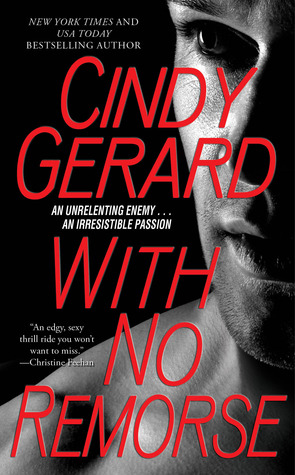 NEW YORK TIMES AND
USA TODAY
BESTSELLING AUTHOR
CINDY
GERARD
AN UNRELENTING ENEMY . . .
AN IRRESISTIBLE PASSION
WITH
NO
REMORSE
"An edgy, sexy
thrill ride you won't
want to miss."
—Christine Feehan